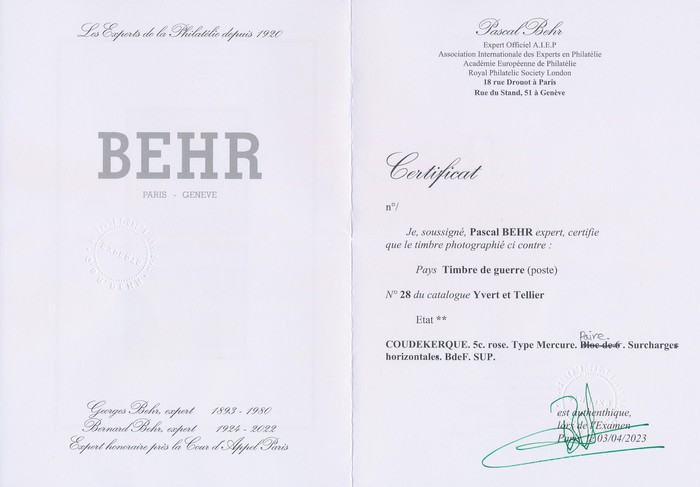 Les Experts de la Philatélie depuis 1920
BEHR
PARIS - GENEVE
Georges Behr, expert 1893 - 1980
Bernard Behr, expert 1924 - 2022
Expert honoraire près la Cour d'Appel Paris
Pascal Behr
Expert Officiel A.I.E.P
Association Internationale des Experts en Philatélie
Académie Européenne de Philatélie
Royal Philatelic Society London
18 rue Drouot à Paris
Rue du Stand, 51 à Genève
Certificat
n°/
Je, soussigné, Pascal BEHR expert, certifie
que le timbre photographié ci contre :
Pays Timbre de guerre (poste)
N° 28 du catalogue Yvert et Tellier
Etat **
Paire.
COUDEKERQUE. 5c. rose. Type Mercure. Bloc de 6 . Surcharges
horizontales. BdeF. SUP.
est authentique,
lors de l'Examen
Paris, le 03/04/2023